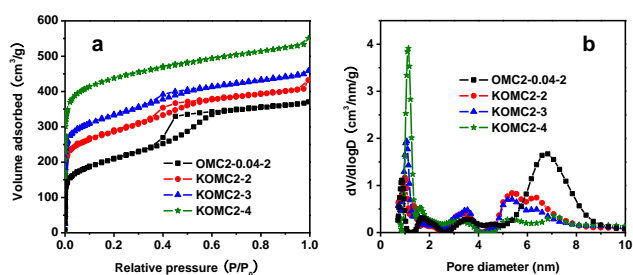 a
600
500
400
300
200
100
0
Volume adsorbed (cm³/g)
OMC2-0.04-2
KOMC2-2
KOMC2-3
KOMC2-4
0.0 0.2 0.4 0.6 0.8 1.0
Relative pressure (P/P₀)
b
4
3
2
1
0
dV/dlogD (cm³/nm/g)
OMC2-0.04-2
KOMC2-2
KOMC2-3
KOMC2-4
2 4 6 8 10
Pore diameter (nm)